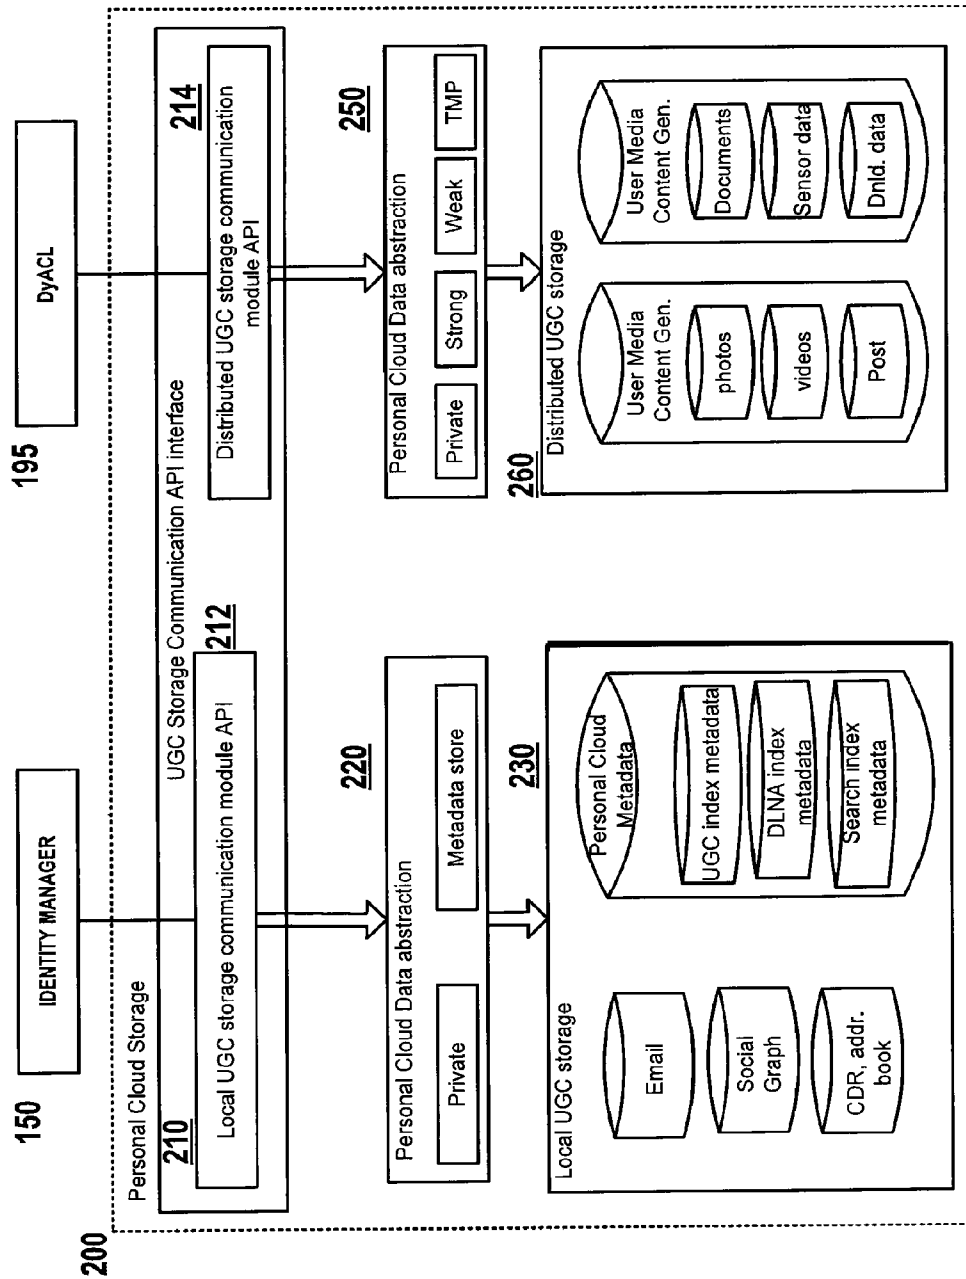 150
IDENTITY MANAGER
195
DyACL
200
Personal Cloud Storage
UGC Storage Communication API interface
210
Local UGC storage communication module API
212
Distributed UGC storage communication
module API
214
Personal Cloud Data abstraction
220
Private
Metadata store
Personal Cloud Data abstraction
250
Private
Strong
Weak
TMP
Local UGC storage
230
Email
Social
Graph
CDR, addr.
book
Personal Cloud
Metadata
UGC index metadata
DLNA index
metadata
Search index
metadata
260
Distributed UGC storage
User Media
Content Gen.
photos
videos
Post
User Media
Content Gen.
Documents
Sensor data
Dnld. data